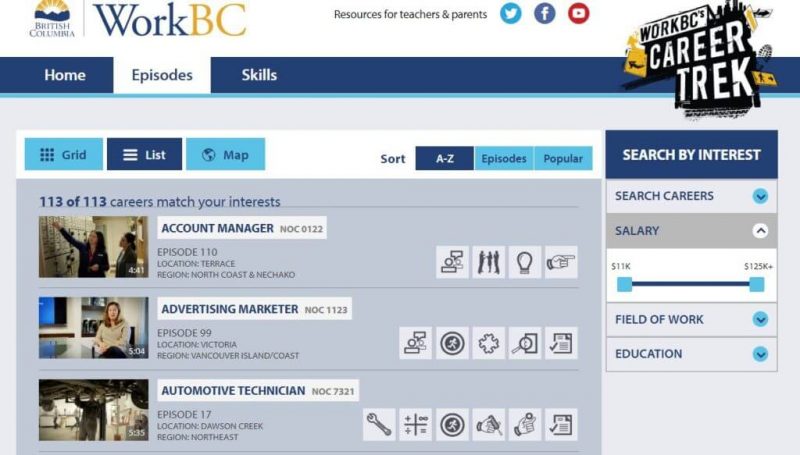 BRITISH
COLUMBIA
WorkBC
Resources for teachers & parents
WORKBC'S
CAREER
TREK
Home Episodes Skills
Grid List Map
Sort A-Z Episodes Popular
SEARCH BY INTEREST
113 of 113 careers match your interests
SEARCH CAREERS
SALARY
$11K $125K+
FIELD OF WORK
EDUCATION
4:41
ACCOUNT MANAGER NOC 0122
EPISODE 110
LOCATION: TERRACE
REGION: NORTH COAST & NECHAKO
5:04
ADVERTISING MARKETER NOC 1123
EPISODE 99
LOCATION: VICTORIA
REGION: VANCOUVER ISLAND/COAST
5:35
AUTOMOTIVE TECHNICIAN NOC 7321
EPISODE 17
LOCATION: DAWSON CREEK
REGION: NORTHEAST